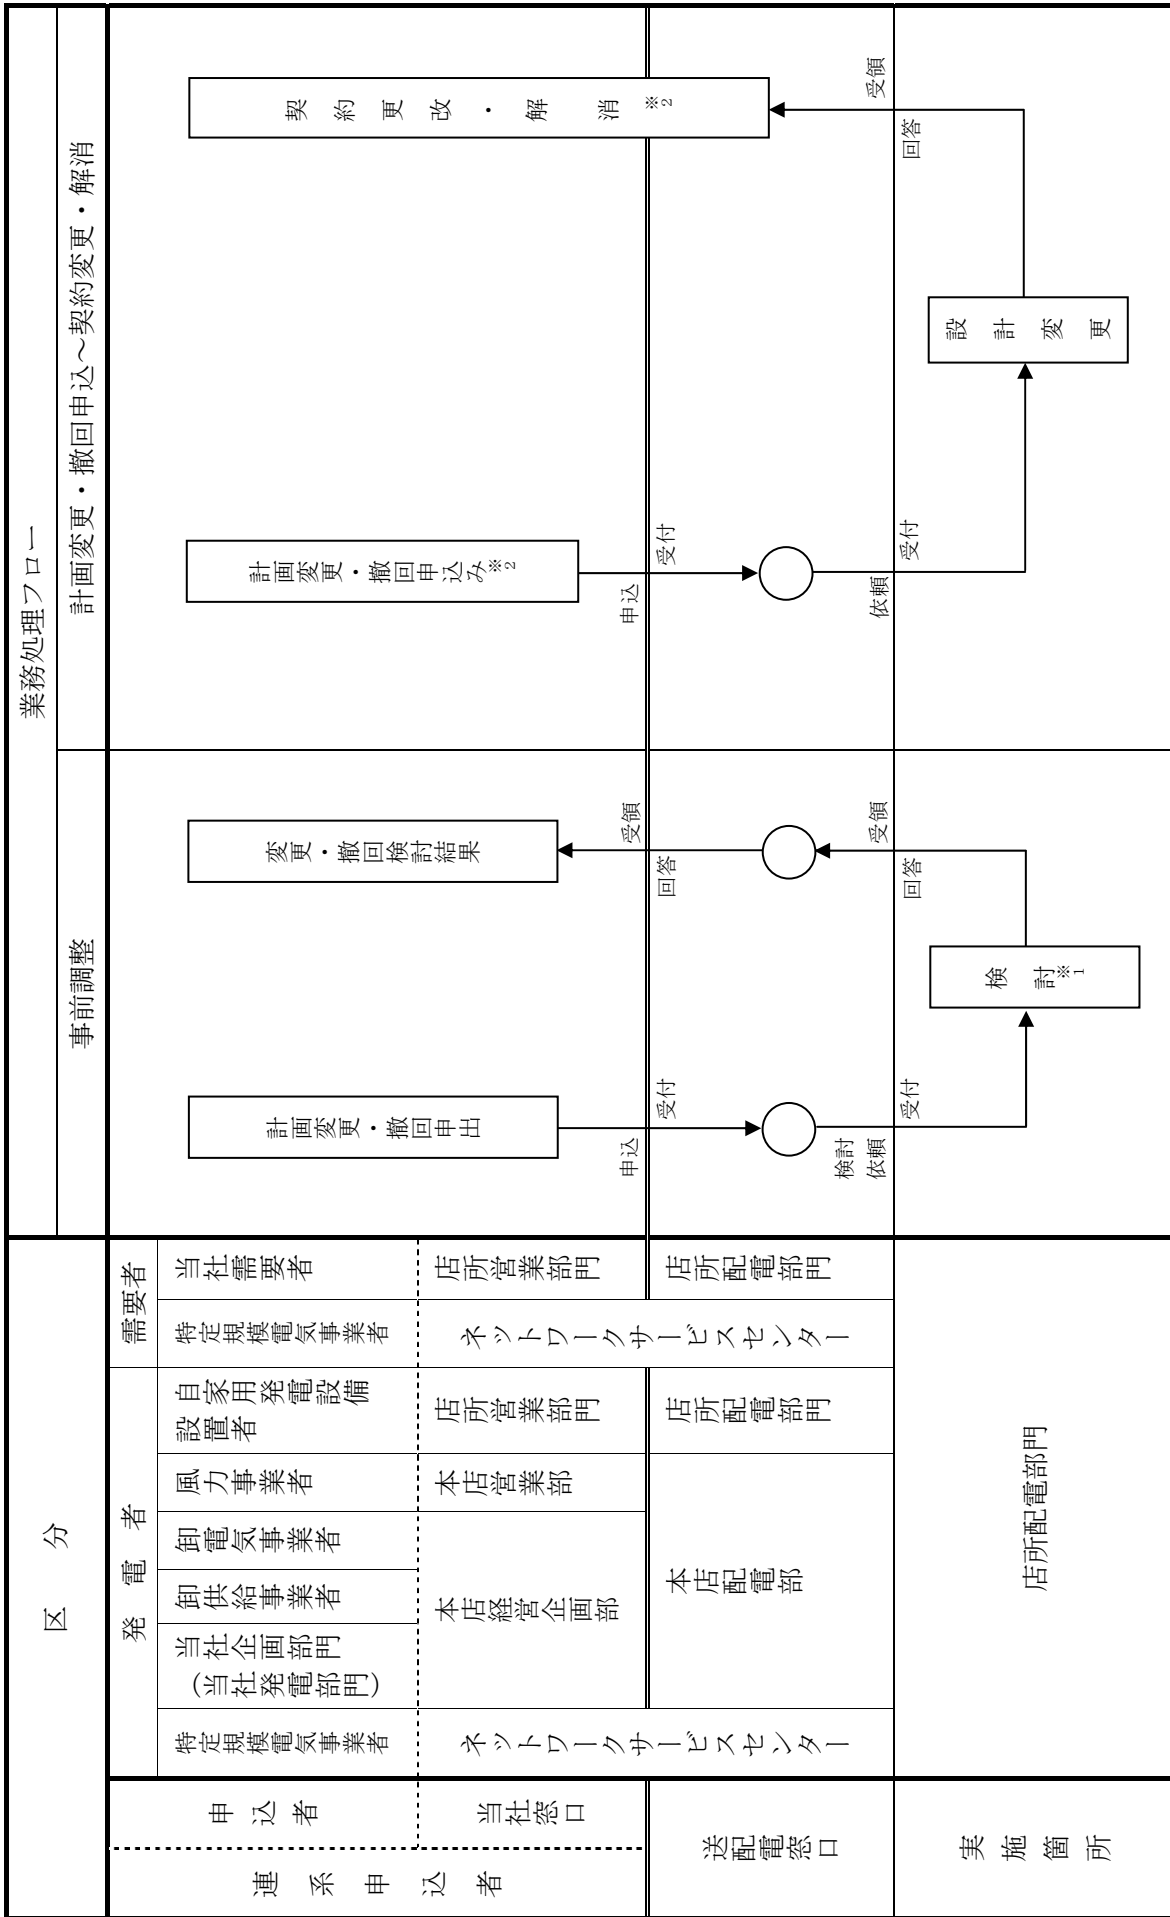 区分
業務処理フロー
事前調整
計画変更・撤回申込～契約変更・解消
連系申込者
申込者
当社窓口
送配電窓口
実施箇所
発電者
特定規模電気事業者
当社企画部門
（当社発電部門）
卸供給事業者
卸電気事業者
風力事業者
自家用発電設備
設置者
需要者
特定規模電気事業者
当社需要者
ネットワークサービスセンター
本店経営企画部
本店営業部
店所営業部門
ネットワークサービスセンター
店所営業部門
本店配電部
店所配電部門
店所配電部門
店所配電部門
計画変更・撤回申出
申込
受付
検討
依頼
受付
検討※1
回答
受領
回答
受領
変更・撤回検討結果
計画変更・撤回申込み※2
申込
受付
依頼
受付
設計変更
回答
受領
契約更改・解消※2